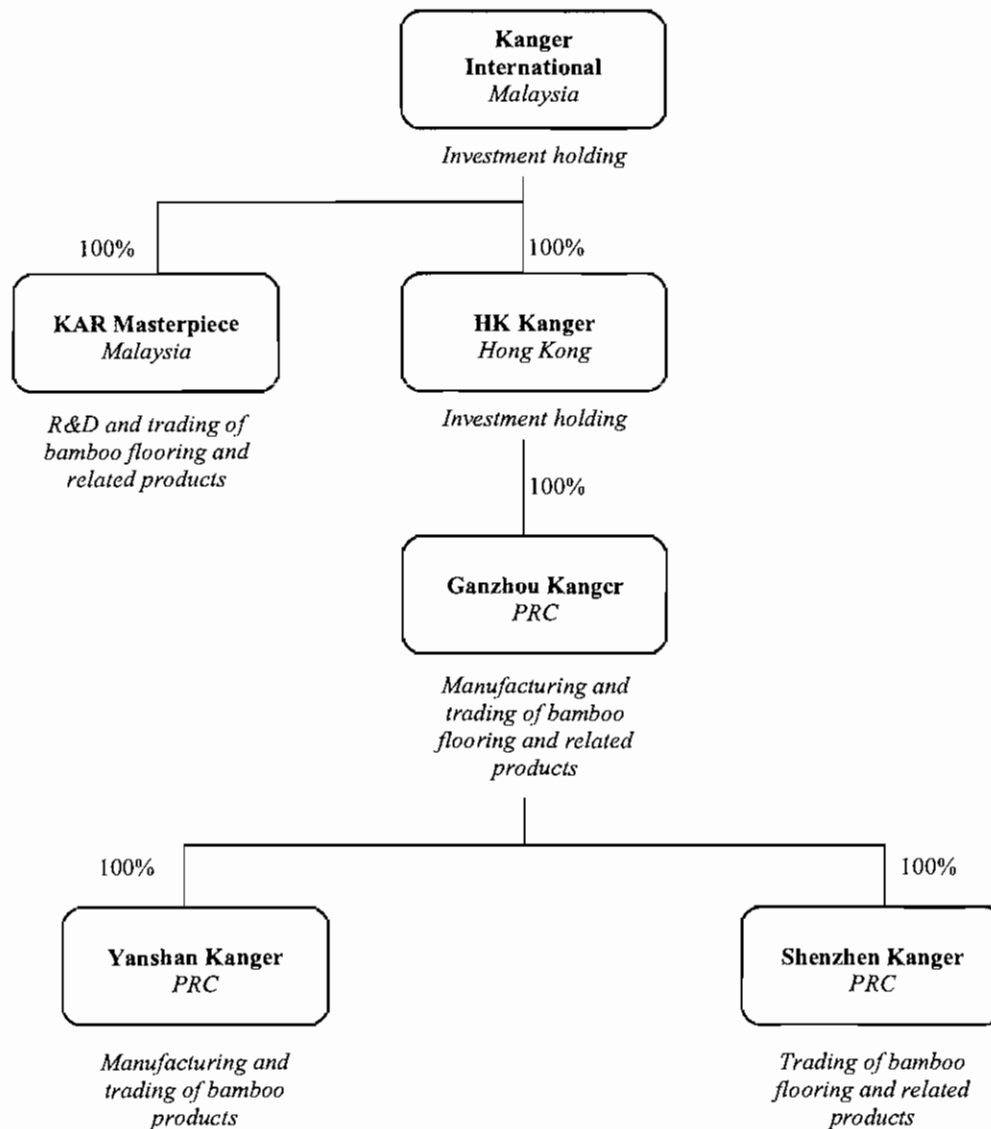 Kanger
International
Malaysia
Investment holding
100%
100%
KAR Masterpiece
Malaysia
HK Kanger
Hong Kong
R&D and trading of
bamboo flooring and
related products
Investment holding
100%
Ganzhou Kanger
PRC
Manufacturing and
trading of bamboo
flooring and related
products
100%
100%
Yanshan Kanger
PRC
Shenzhen Kanger
PRC
Manufacturing and
trading of bamboo
products
Trading of bamboo
flooring and related
products